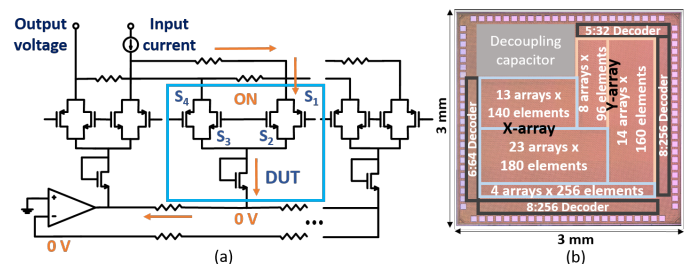 Output
voltage
Input
current
S4
ON
S1
S3
S2
DUT
0 V
...
0 V
(a)
3 mm
5:32 Decoder
Decoupling
capacitor
8 arrays x
96 elements
Y-array
14 arrays x
160 elements
13 arrays x
140 elements
X-array
23 arrays x
180 elements
6:64 Decoder
8:256 Decoder
4 arrays x 256 elements
8:256 Decoder
3 mm
(b)